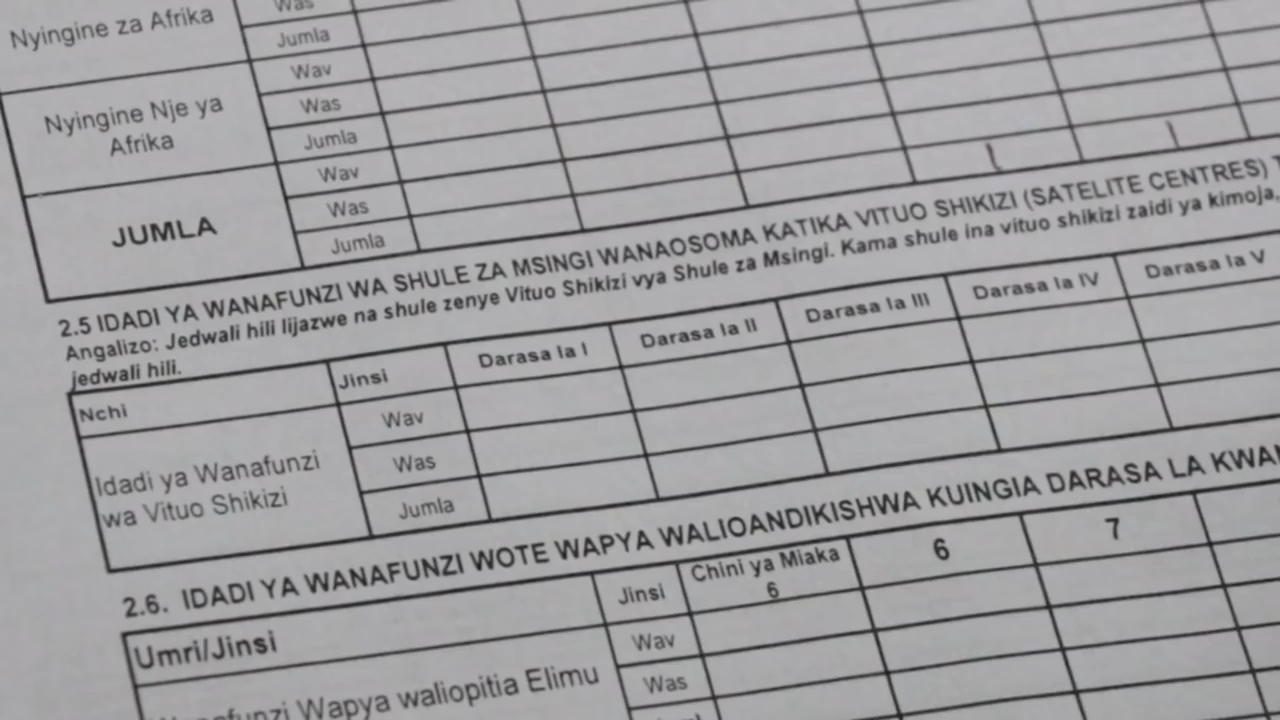 Nyingine za Afrika
Was
Jumla
Nyingine Nje ya
Afrika
Wav
Was
Jumla
JUMLA
Wav
Was
Jumla
2.5 IDADI YA WANAFUNZI WA SHULE ZA MSINGI WANAOSOMA KATIKA VITUO SHIKIZI (SATELITE CENTRES)
Angalizo: Jedwali hili lijazwe na shule zenye Vituo Shikizi vya Shule za Msingi. Kama shule ina vituo shikizi zaidi ya kimoja,
jedwali hili.
Nchi Jinsi Darasa la I Darasa la II Darasa la III Darasa la IV Darasa la V
Idadi ya Wanafunzi
wa Vituo Shikizi
Wav
Was
Jumla
2.6. IDADI YA WANAFUNZI WOTE WAPYA WALIOANDIKISHWA KUINGIA DARASA LA
Umri/Jinsi Jinsi Chini ya Miaka
6 6 7
Wav
Wapya waliopitia Elimu Was